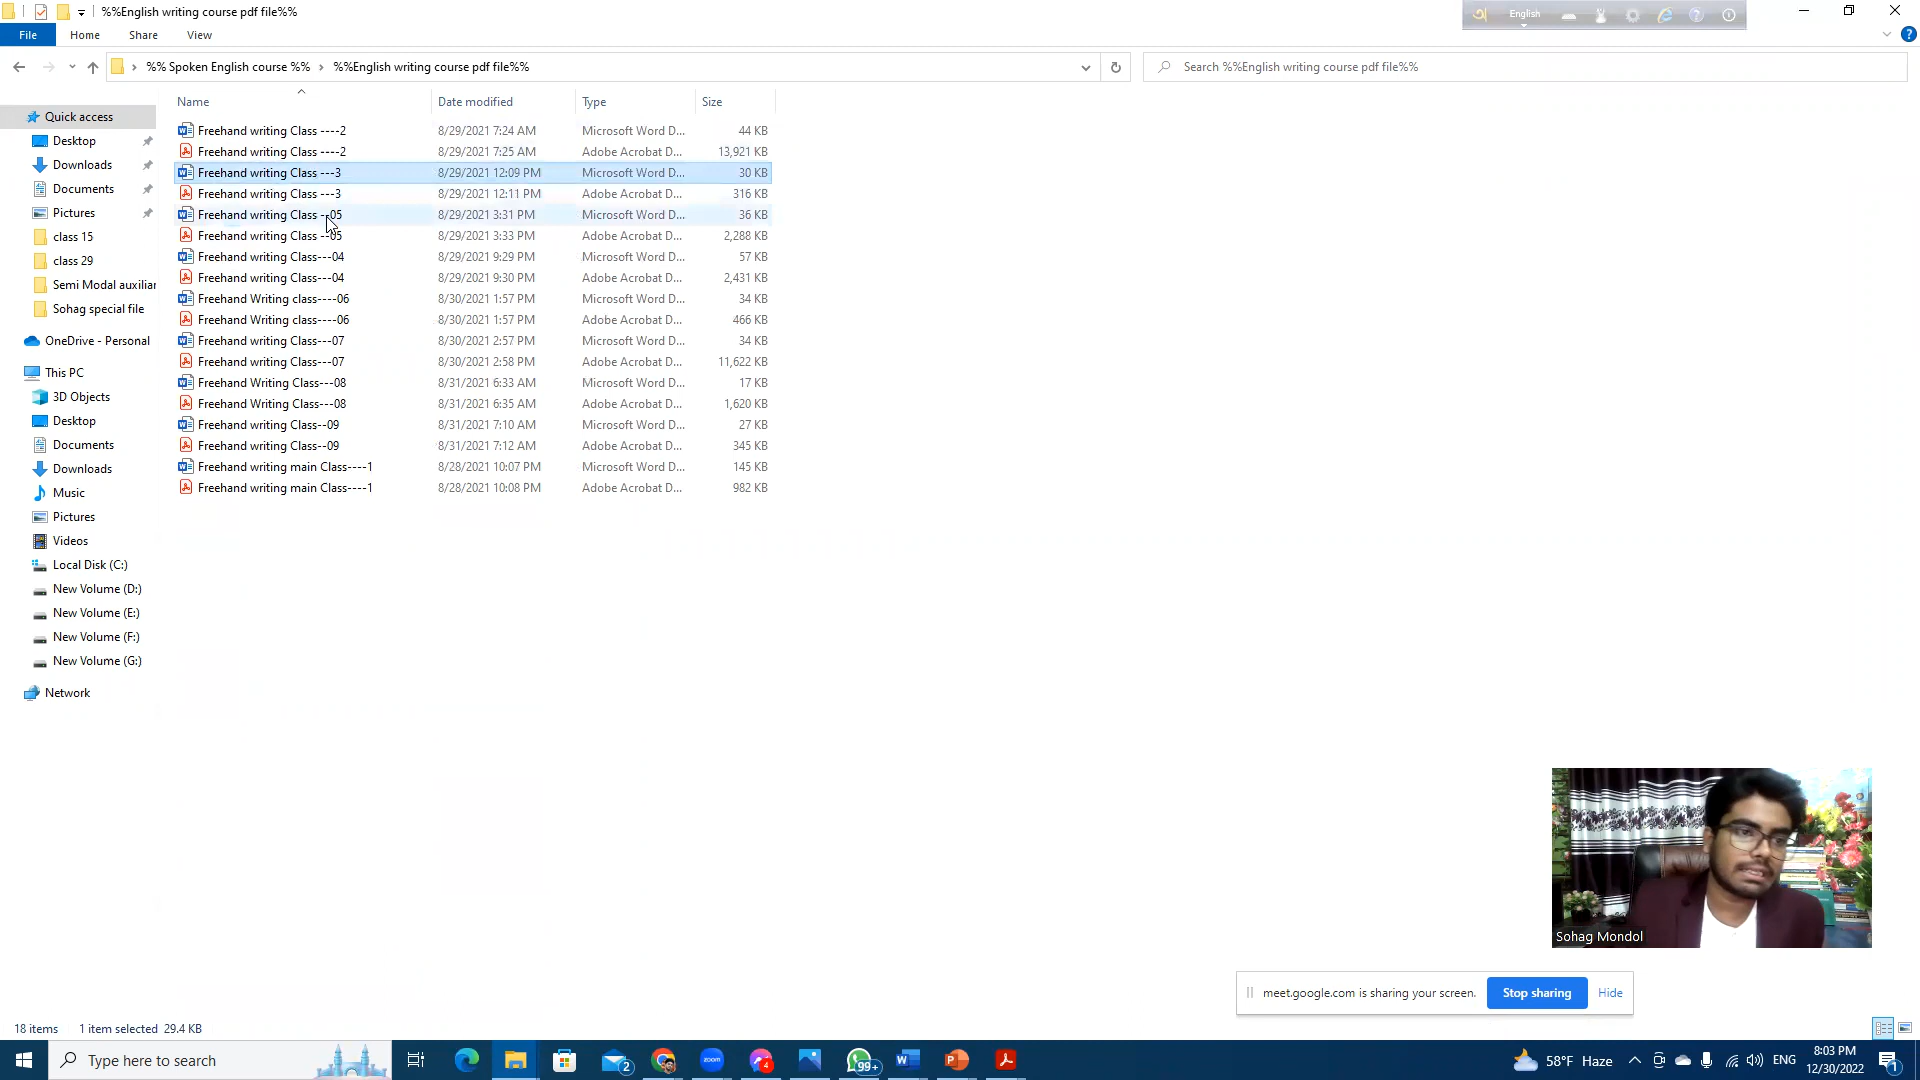 %%English writing course pdf file%%
English
File Home Share View
%% Spoken English course %% › %%English writing course pdf file%%
Search %%English writing course pdf file%%
Name Date modified Type Size
Quick access
Desktop
Downloads
Documents
Pictures
class 15
class 29
Semi Modal auxiliar
Sohag special file
OneDrive - Personal
This PC
3D Objects
Desktop
Documents
Downloads
Music
Pictures
Videos
Local Disk (C:)
New Volume (D:)
New Volume (E:)
New Volume (F:)
New Volume (G:)
Network
Freehand writing Class ----2 8/29/2021 7:24 AM Microsoft Word D... 44 KB
Freehand writing Class ----2 8/29/2021 7:25 AM Adobe Acrobat D... 13,921 KB
Freehand writing Class ---3 8/29/2021 12:09 PM Microsoft Word D... 30 KB
Freehand writing Class ---3 8/29/2021 12:11 PM Adobe Acrobat D... 316 KB
Freehand writing Class --05 8/29/2021 3:31 PM Microsoft Word D... 36 KB
Freehand writing Class --05 8/29/2021 3:33 PM Adobe Acrobat D... 2,288 KB
Freehand writing Class---04 8/29/2021 9:29 PM Microsoft Word D... 57 KB
Freehand writing Class---04 8/29/2021 9:30 PM Adobe Acrobat D... 2,431 KB
Freehand Writing class----06 8/30/2021 1:57 PM Microsoft Word D... 34 KB
Freehand Writing class----06 8/30/2021 1:57 PM Adobe Acrobat D... 466 KB
Freehand writing Class---07 8/30/2021 2:57 PM Microsoft Word D... 34 KB
Freehand writing Class---07 8/30/2021 2:58 PM Adobe Acrobat D... 11,622 KB
Freehand Writing Class---08 8/31/2021 6:33 AM Microsoft Word D... 17 KB
Freehand Writing Class---08 8/31/2021 6:35 AM Adobe Acrobat D... 1,620 KB
Freehand writing Class--09 8/31/2021 7:10 AM Microsoft Word D... 27 KB
Freehand writing Class--09 8/31/2021 7:12 AM Adobe Acrobat D... 345 KB
Freehand writing main Class----1 8/28/2021 10:07 PM Microsoft Word D... 145 KB
Freehand writing main Class----1 8/28/2021 10:08 PM Adobe Acrobat D... 982 KB
Sohag Mondol
meet.google.com is sharing your screen. Stop sharing Hide
18 items 1 item selected 29.4 KB
Type here to search
2
zoom
4
99+
58°F Haze
ENG
8:03 PM
12/30/2022
1